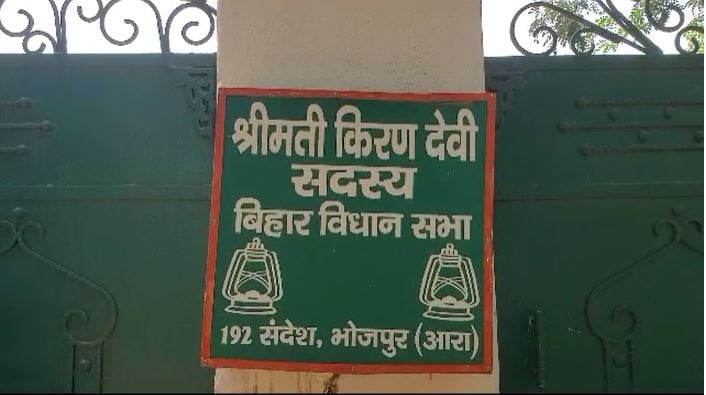 श्रीमती किरण देवी
सदस्य
बिहार विधान सभा
192 संदेश, भोजपुर (आरा)